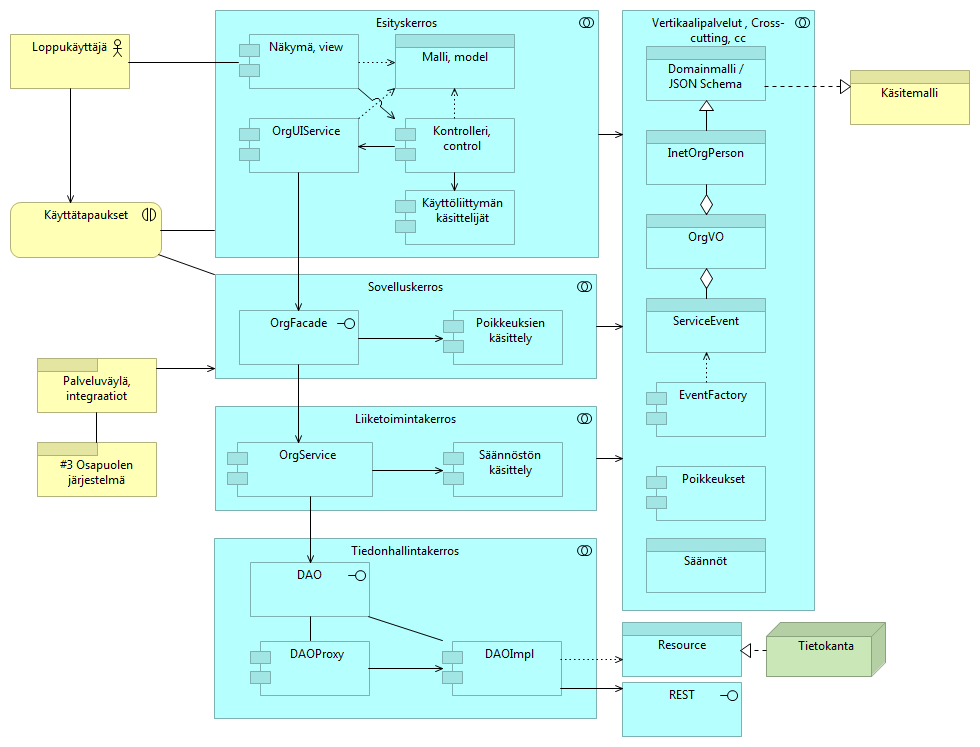 Esityskerros
Loppukäyttäjä
Näkymä, view
Malli, model
OrgUIService
Kontrolleri,
control
Käyttöliittymän
käsittelijät
Käyttätapaukset
Sovelluskerros
OrgFacade
Poikkeuksien
käsittely
Palveluväylä,
integraatiot
#3 Osapuolen
järjestelmä
Liiketoimintakerros
OrgService
Säännöstön
käsittely
Tiedonhallintakerros
DAO
DAOProxy
DAOImpl
Vertikaalipalvelut , Cross-
cutting, cc
Domainmalli /
JSON Schema
Käsitemalli
InetOrgPerson
OrgVO
ServiceEvent
EventFactory
Poikkeukset
Säännöt
Resource
Tietokanta
REST